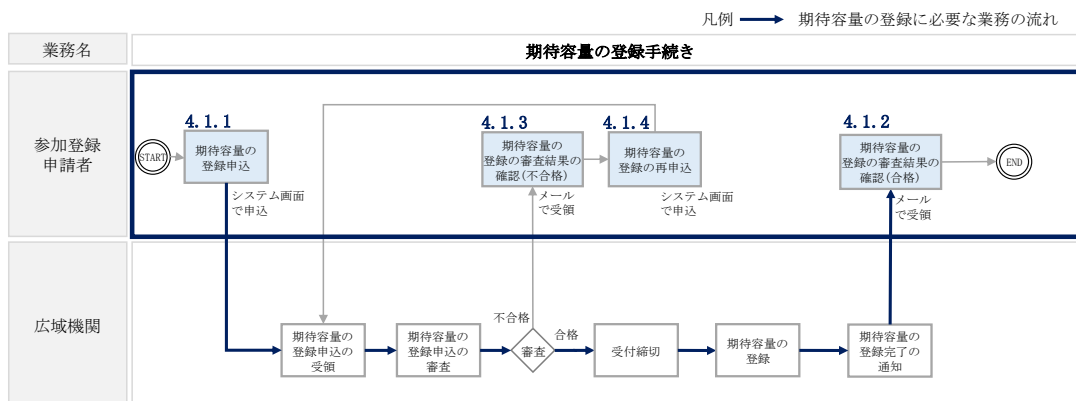 凡例 期待容量の登録に必要な業務の流れ
業務名
期待容量の登録手続き
参加登録
申請者
START
4.1.1
期待容量の
登録申込
システム画面
で申込
4.1.3
期待容量の
登録の審査結果の
確認(不合格)
メール
で受領
4.1.4
期待容量の
登録の再申込
システム画面
で申込
4.1.2
期待容量の
登録の審査結果の
確認(合格)
メール
で受領
END
広域機関
期待容量の
登録申込の
受領
期待容量の
登録申込の
審査
不合格
審査
合格
受付締切
期待容量の
登録
期待容量の
登録完了の
通知